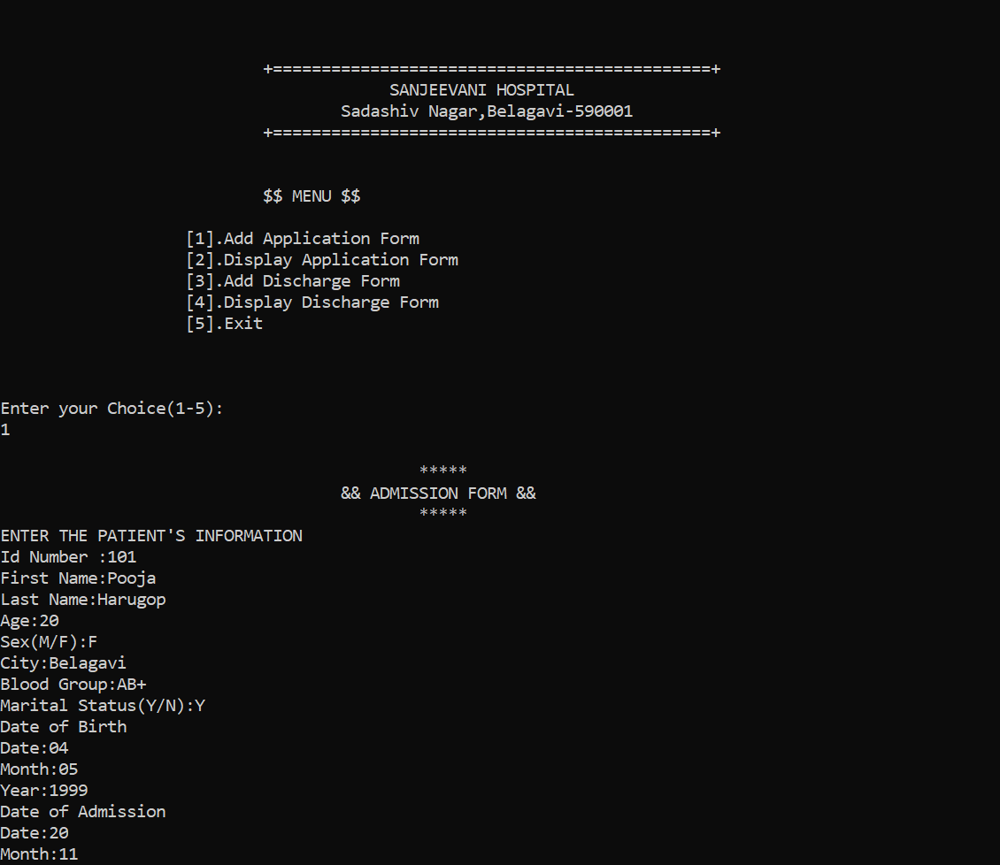 +=============================================+
SANJEEVANI HOSPITAL
Sadashiv Nagar,Belagavi-590001
+=============================================+
$$ MENU $$
[1].Add Application Form
[2].Display Application Form
[3].Add Discharge Form
[4].Display Discharge Form
[5].Exit
Enter your Choice(1-5):
1
*****
&& ADMISSION FORM &&
*****
ENTER THE PATIENT'S INFORMATION
Id Number :101
First Name:Pooja
Last Name:Harugop
Age:20
Sex(M/F):F
City:Belagavi
Blood Group:AB+
Marital Status(Y/N):Y
Date of Birth
Date:04
Month:05
Year:1999
Date of Admission
Date:20
Month:11